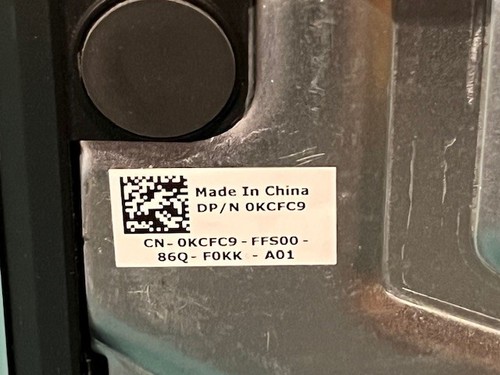 Made In China
DP/N 0KCFC9
CN- 0KCFC9 - FFS00 -
86Q- F0KK - A01